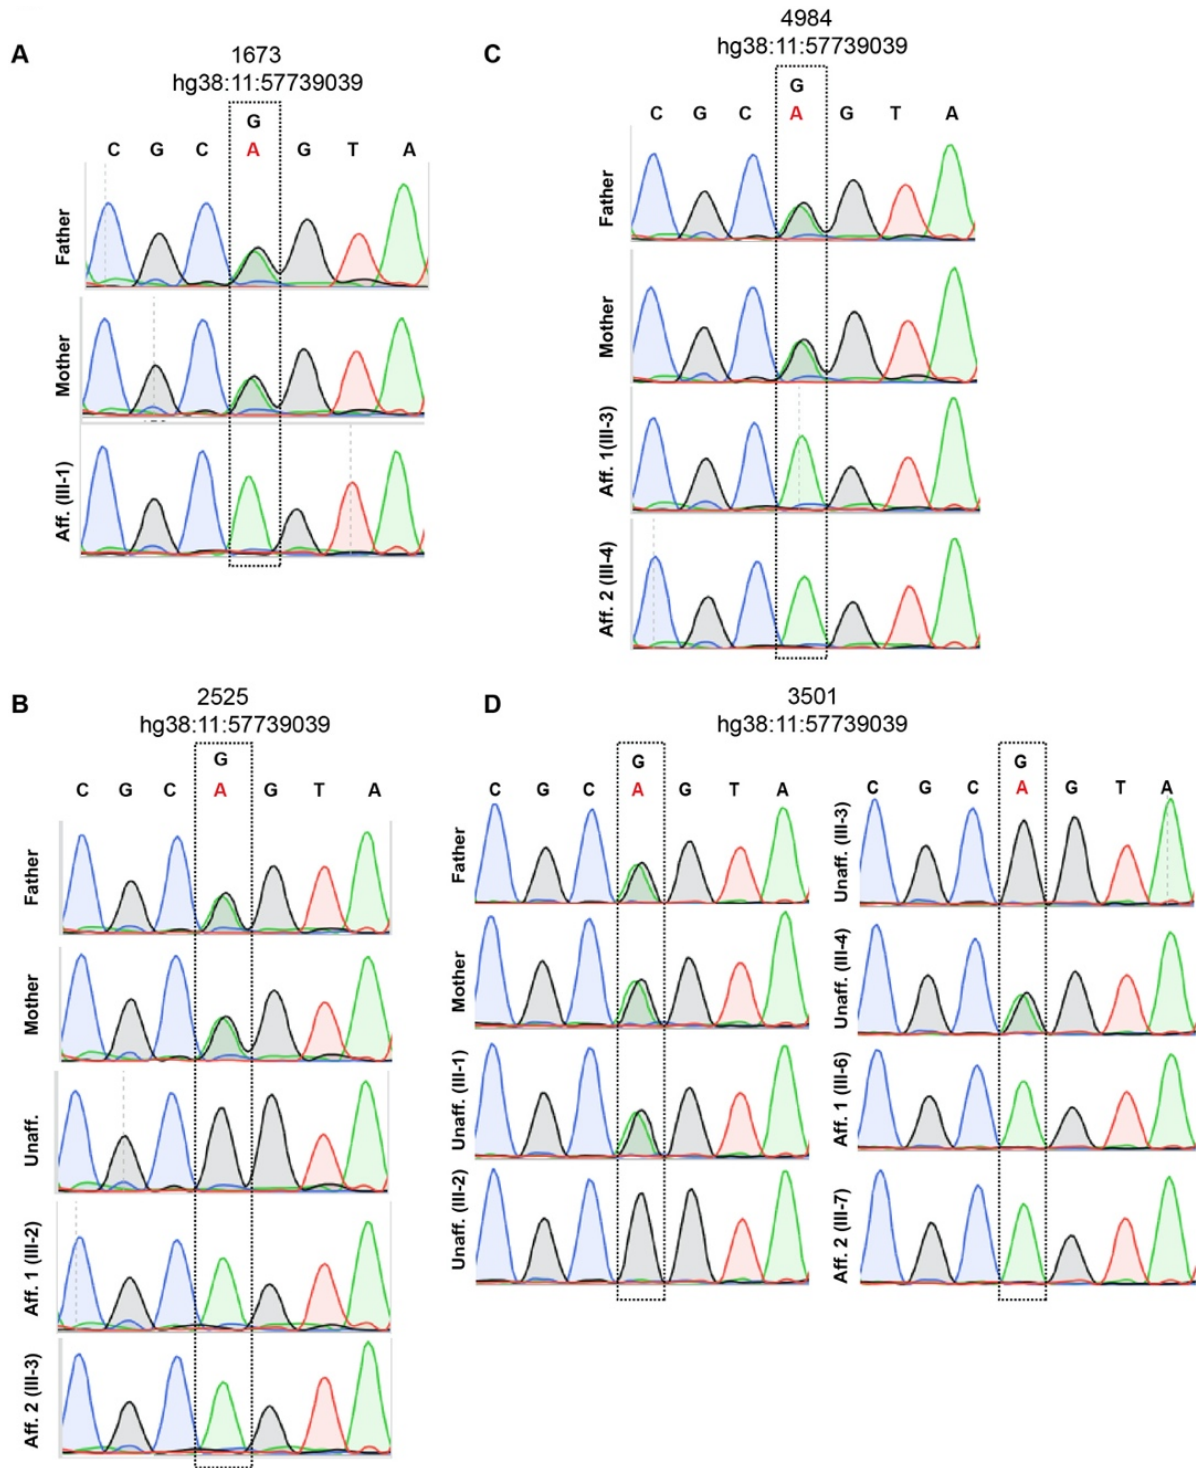 A
1673
hg38:11:57739039
G
C G C A G T A
Father
Mother
Aff. (III-1)
C
4984
hg38:11:57739039
G
C G C A G T A
Father
Mother
Aff. 1(III-3)
Aff. 2 (III-4)
B
2525
hg38:11:57739039
G
C G C A G T A
Father
Mother
Unaff.
Aff. 1 (III-2)
Aff. 2 (III-3)
D
3501
hg38:11:57739039
G
C G C A G T A
Father
Mother
Unaff. (III-1)
Unaff. (III-2)
G
C G C A G T A
Unaff. (III-3)
Unaff. (III-4)
Aff. 1 (III-6)
Aff. 2 (III-7)